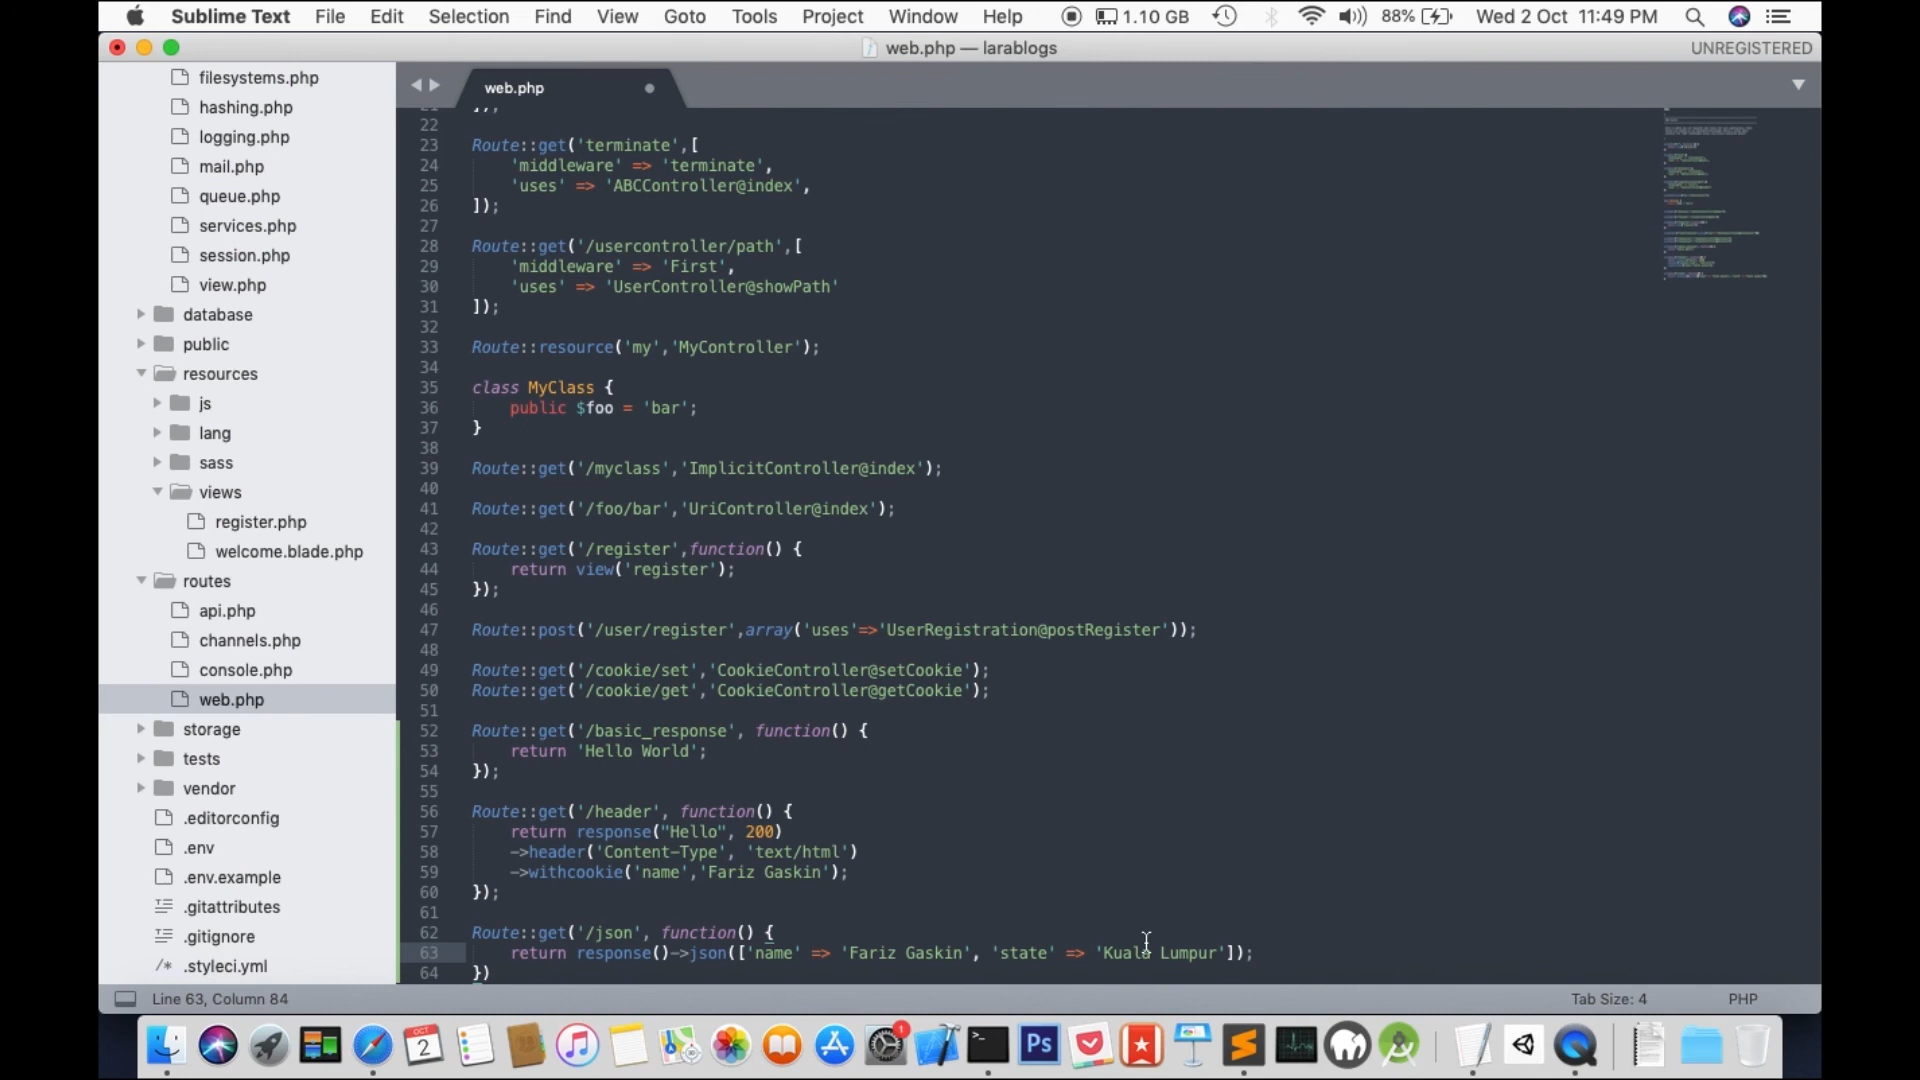 Sublime Text File Edit Selection Find View Goto Tools Project Window Help 1.10 GB 88% Wed 2 Oct 11:49 PM
web.php — larablogs UNREGISTERED
web.php
filesystems.php
hashing.php
logging.php
mail.php
queue.php
services.php
session.php
view.php
database
public
resources
js
lang
sass
views
register.php
welcome.blade.php
routes
api.php
channels.php
console.php
web.php
storage
tests
vendor
.editorconfig
.env
.env.example
.gitattributes
.gitignore
/* .styleci.yml
21 ]);
22
23 Route::get('terminate',[
24 'middleware' => 'terminate',
25 'uses' => 'ABCController@index',
26 ]);
27
28 Route::get('/usercontroller/path',[
29 'middleware' => 'First',
30 'uses' => 'UserController@showPath'
31 ]);
32
33 Route::resource('my','MyController');
34
35 class MyClass {
36 public $foo = 'bar';
37 }
38
39 Route::get('/myclass','ImplicitController@index');
40
41 Route::get('/foo/bar','UriController@index');
42
43 Route::get('/register',function() {
44 return view('register');
45 });
46
47 Route::post('/user/register',array('uses'=>'UserRegistration@postRegister'));
48
49 Route::get('/cookie/set','CookieController@setCookie');
50 Route::get('/cookie/get','CookieController@getCookie');
51
52 Route::get('/basic_response', function() {
53 return 'Hello World';
54 });
55
56 Route::get('/header', function() {
57 return response("Hello", 200)
58 ->header('Content-Type', 'text/html')
59 ->withcookie('name','Fariz Gaskin');
60 });
61
62 Route::get('/json', function() {
63 return response()->json(['name' => 'Fariz Gaskin', 'state' => 'Kuala Lumpur']);
64 })
Line 63, Column 84 Tab Size: 4 PHP
OCT
2
1
Ps